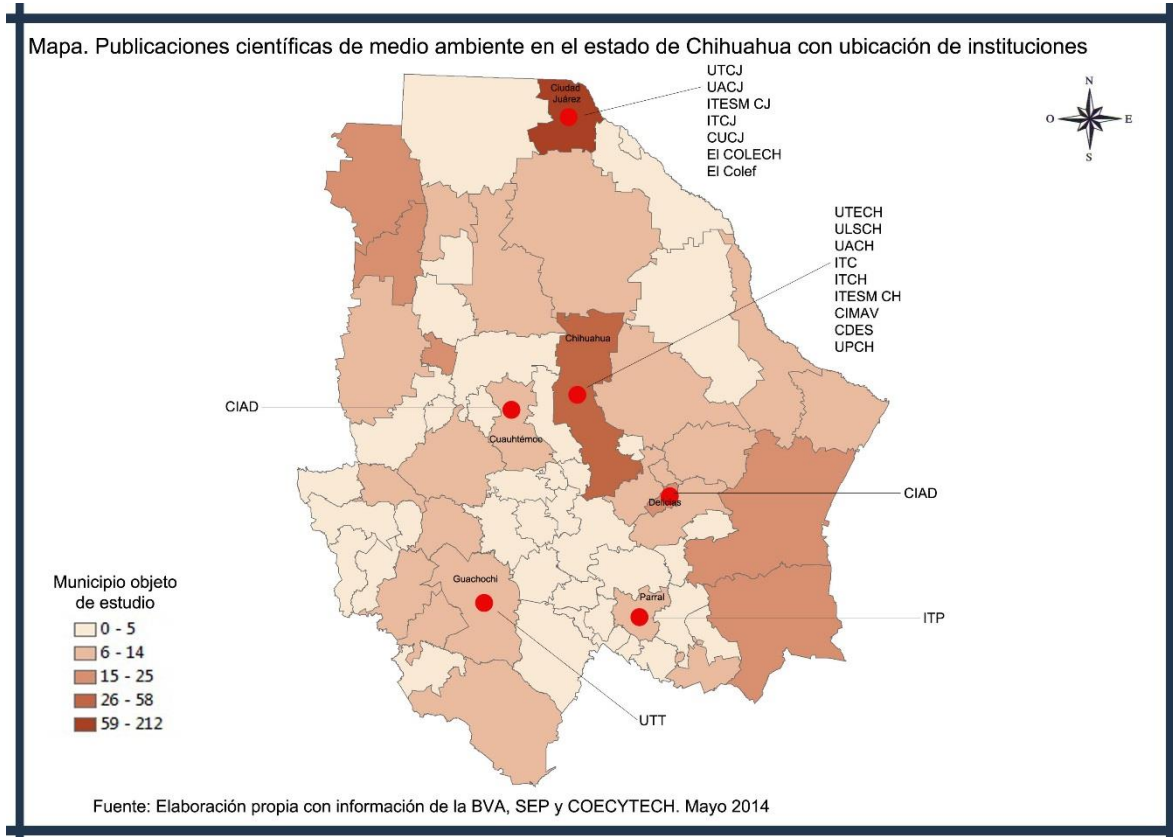 Mapa. Publicaciones científicas de medio ambiente en el estado de Chihuahua con ubicación de instituciones
UTCJ
UACJ
ITESM CJ
ITCJ
CUCJ
El COLECH
El Colef
Ciudad
Juárez
N
O
E
S
UTECH
ULSCH
UACH
ITC
ITCH
ITESM CH
CIMAV
CDES
UPCH
Chihuahua
CIAD
Cuauhtémoc
CIAD
Delicias
Guachochi
Parral
ITP
UTT
Municipio objeto
de estudio
0 - 5
6 - 14
15 - 25
26 - 58
59 - 212
Fuente: Elaboración propia con información de la BVA, SEP y COECYTECH. Mayo 2014